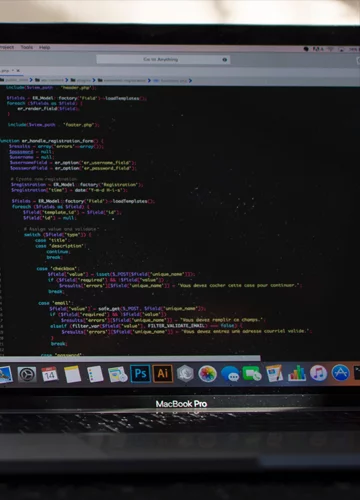 Project Tools Help
Go to Anything
include($view_path . "header.php");
$fields = ER_Model::factory("Field")->loadTemplates();
foreach ($fields as $field) {
er_render_field($field);
}
include($view_path . "footer.php");
function er_handle_registration_form() {
$results = array("errors"=>array());
$password = null;
$username = null;
$usernameField = er_option("er_username_field");
$passwordField = er_option("er_password_field");
# Create new registration
$registration = ER_Model::factory("Registration");
$registration["time"] = date("Y-m-d H-i-s");
$fields = ER_Model::factory("Field")->loadTemplates();
foreach ($fields as $field) {
$field["template_id"] = $field["id"];
$field["id"] = null;
# Assign value and validate
switch ($field["type"]) {
case "title":
case "description":
continue;
break;
case "checkbox":
$field["value"] = isset($_POST[$field["unique_name"]]);
if ($field["required"] && !$field["value"])
$results["errors"][$field["unique_name"]] = "Vous devez cocher cette case pour continuer.";
break;
case "email":
$field["value"] = safe_get($_POST, $field["unique_name"]);
if ($field["required"] && !$field["value"])
$results["errors"][$field["unique_name"]] = "Vous devez remplir ce champs.";
elseif (filter_var($field["value"], FILTER_VALIDATE_EMAIL) === false) {
$results["errors"][$field["unique_name"]] = "Vous devez entrez une adresse courriel valide.";
}
break;
case "password":
Ps
Ai
MacBook Pro